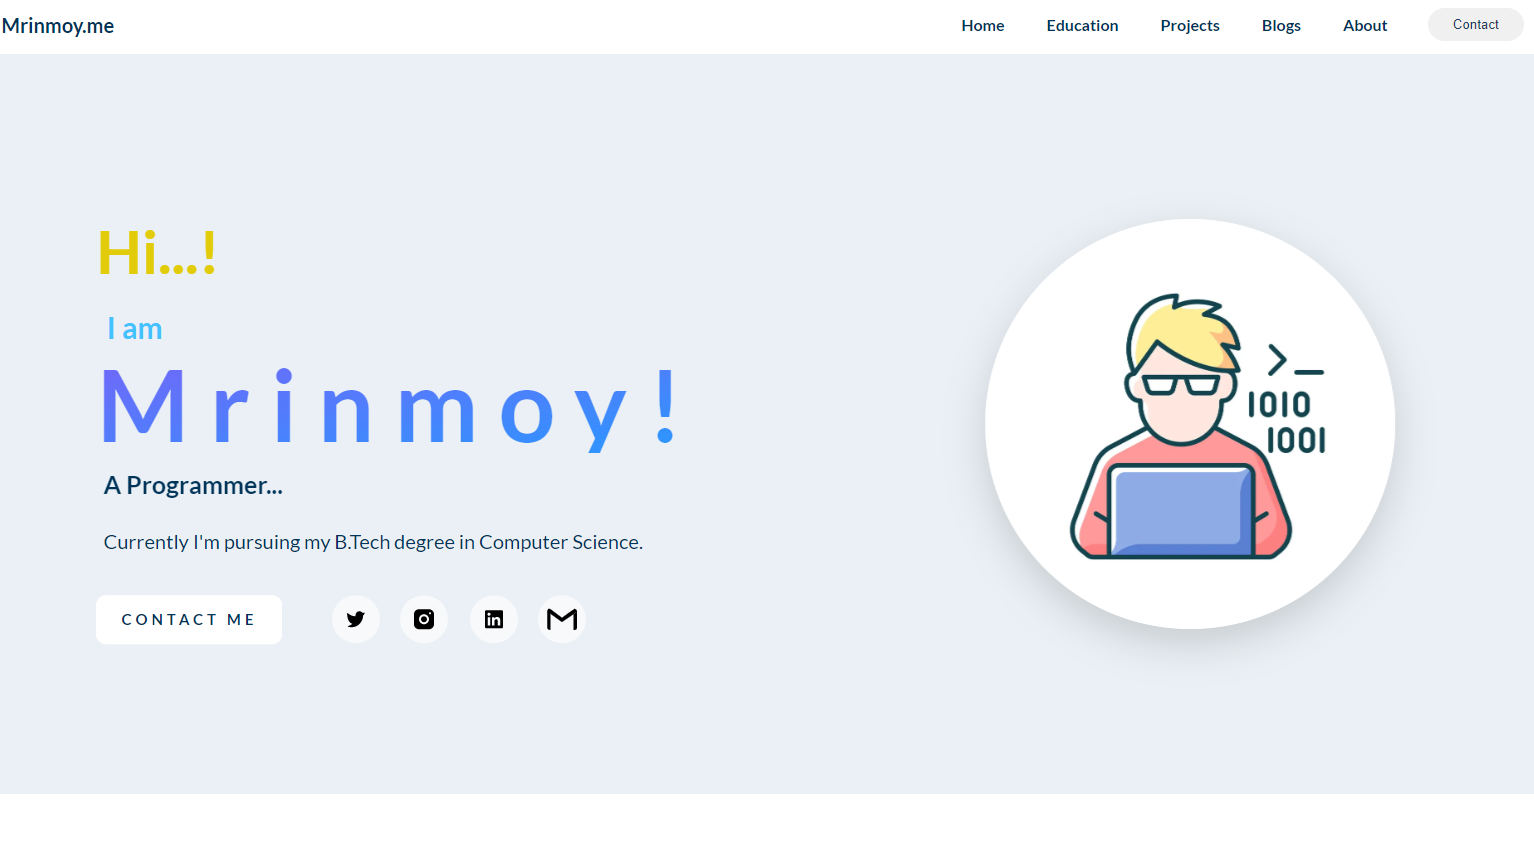 Mrinmoy.me
Home Education Projects Blogs About Contact
Hi...!
I am
Mrinmoy!
A Programmer...
Currently I'm pursuing my B.Tech degree in Computer Science.
CONTACT ME
>_
1010
1001